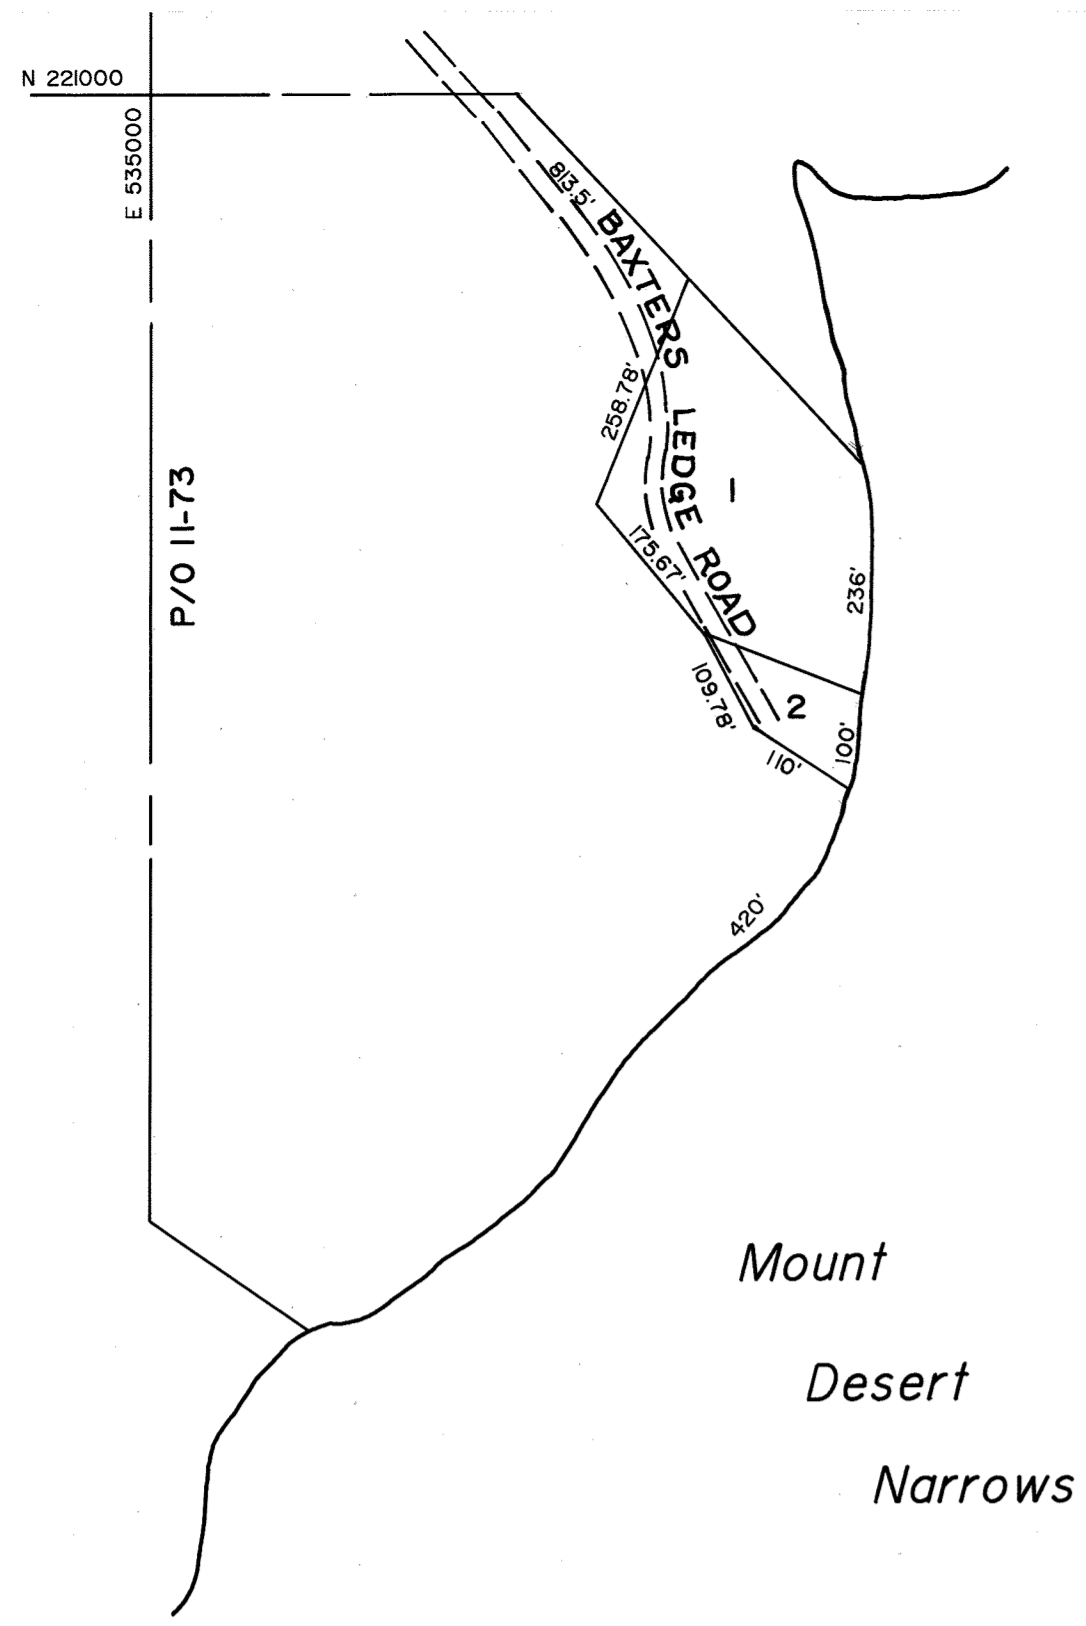 N 221000
E 535000
813.5'
BAXTERS LEDGE ROAD
258.78'
P/O 11-73
1
175.67'
236'
109.78'
2
100'
110'
420'
Mount
Desert
Narrows